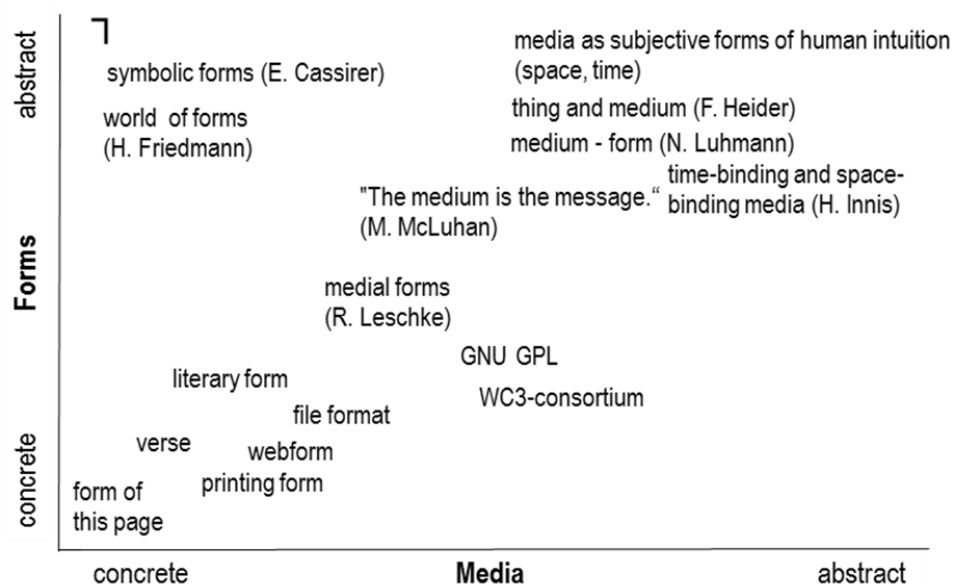 abstract
Forms
concrete
symbolic forms (E. Cassirer)
world of forms
(H. Friedmann)
media as subjective forms of human intuition
(space, time)
thing and medium (F. Heider)
medium - form (N. Luhmann)
time-binding and space-
binding media (H. Innis)
"The medium is the message.“
(M. McLuhan)
medial forms
(R. Leschke)
GNU GPL
WC3-consortium
literary form
file format
verse
webform
printing form
form of
this page
concrete
Media
abstract